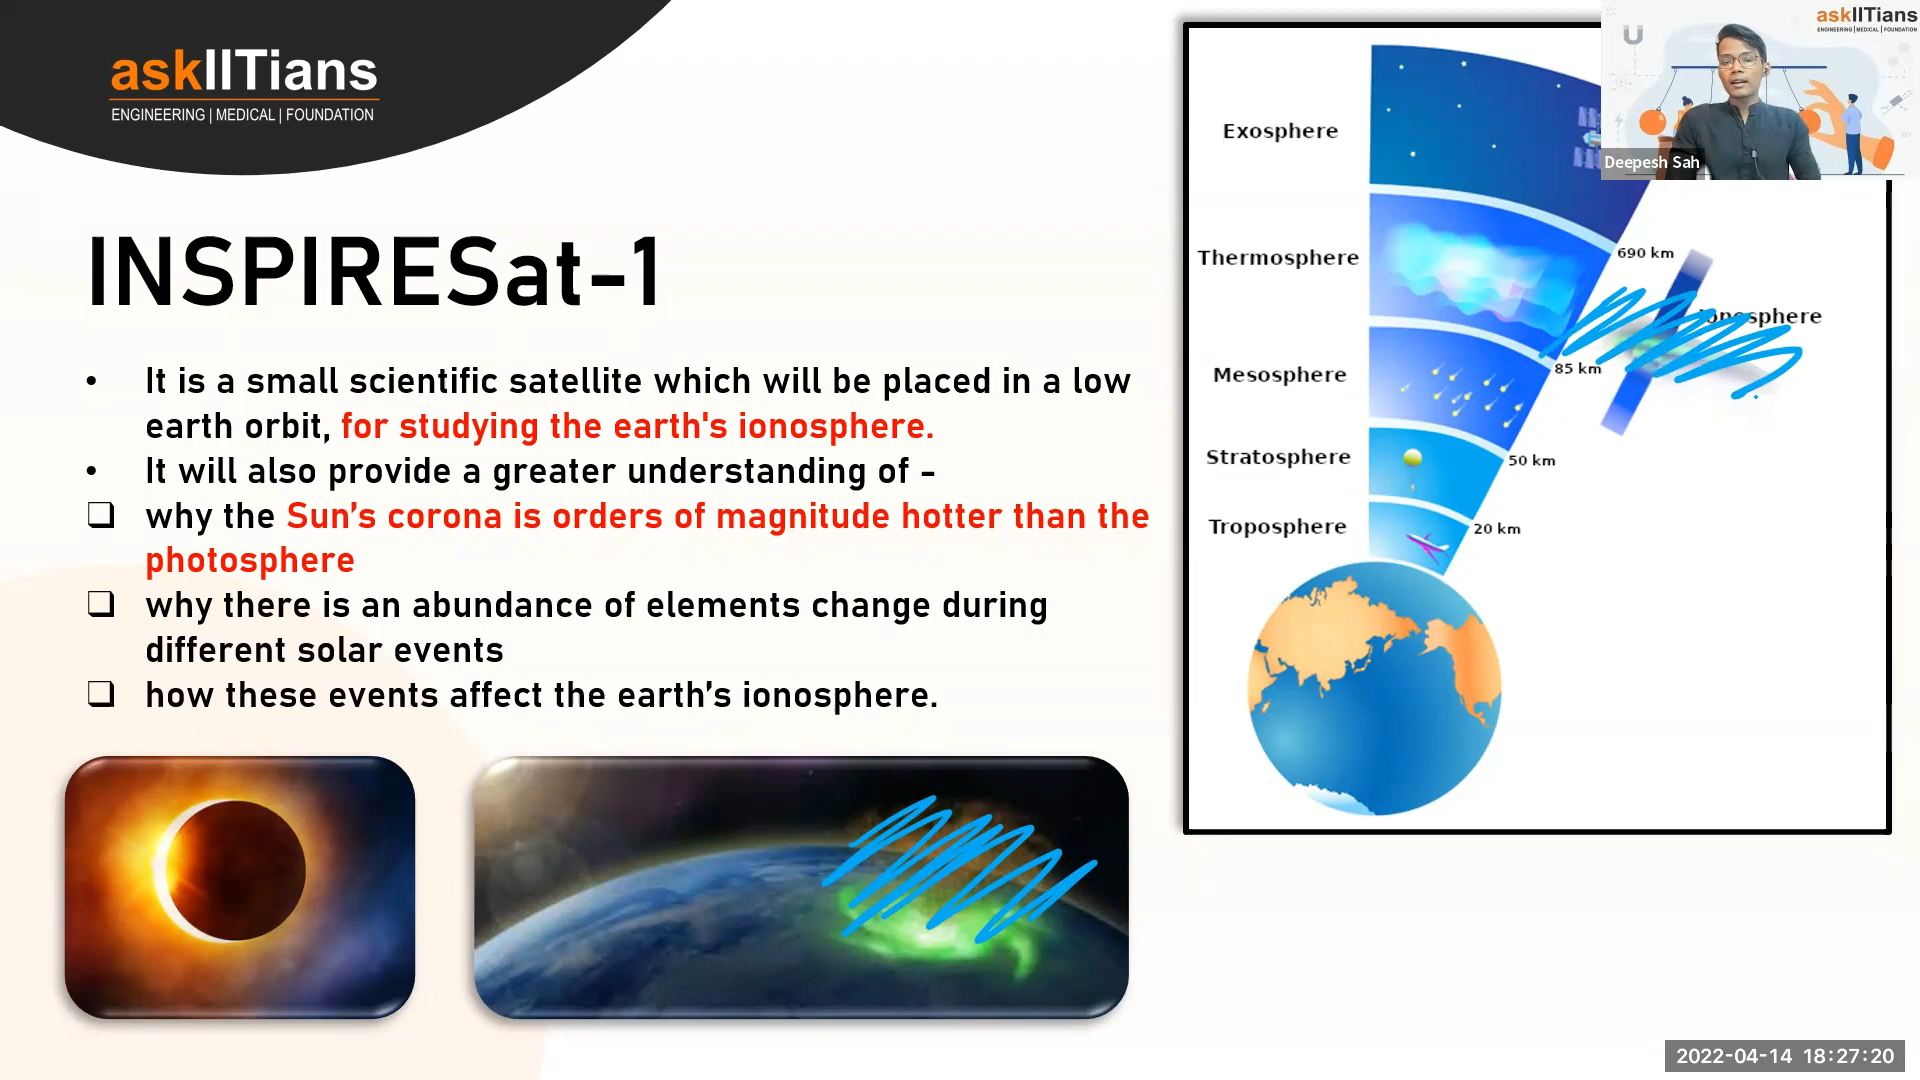 askIITians
ENGINEERING | MEDICAL | FOUNDATION
INSPIRESat-1
• It is a small scientific satellite which will be placed in a low
earth orbit, for studying the earth's ionosphere.
• It will also provide a greater understanding of -
❑ why the Sun’s corona is orders of magnitude hotter than the
photosphere
❑ why there is an abundance of elements change during
different solar events
❑ how these events affect the earth’s ionosphere.
Exosphere
Thermosphere
690 km
Ionosphere
Mesosphere
85 km
Stratosphere
50 km
Troposphere
20 km
askIITians
ENGINEERING | MEDICAL | FOUNDATION
U
Deepesh Sah
2022-04-14 18:27:20